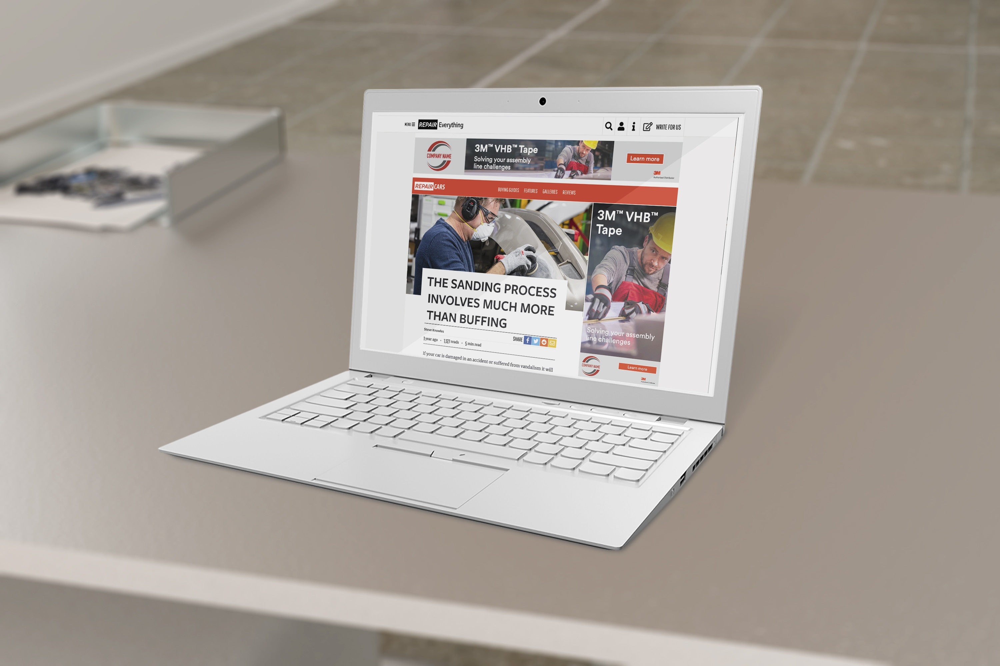 MENU
REPAIR Everything
WRITE FOR US
COMPANY NAME
3M™ VHB™ Tape
Solving your assembly
line challenges
Learn more
3M
Authorized Distributor
REPAIR CARS
BUYING GUIDES FEATURES GALLERIES REVIEWS
3M™ VHB™
Tape
THE SANDING PROCESS
INVOLVES MUCH MORE
THAN BUFFING
Steve Knowles
1 year ago · 1,127 reads · 5 min read
SHARE
If your car is damaged in an accident or suffered from vandalism it will
Solving your assembly
line challenges
COMPANY NAME
Learn more
3M
Authorized Distributor